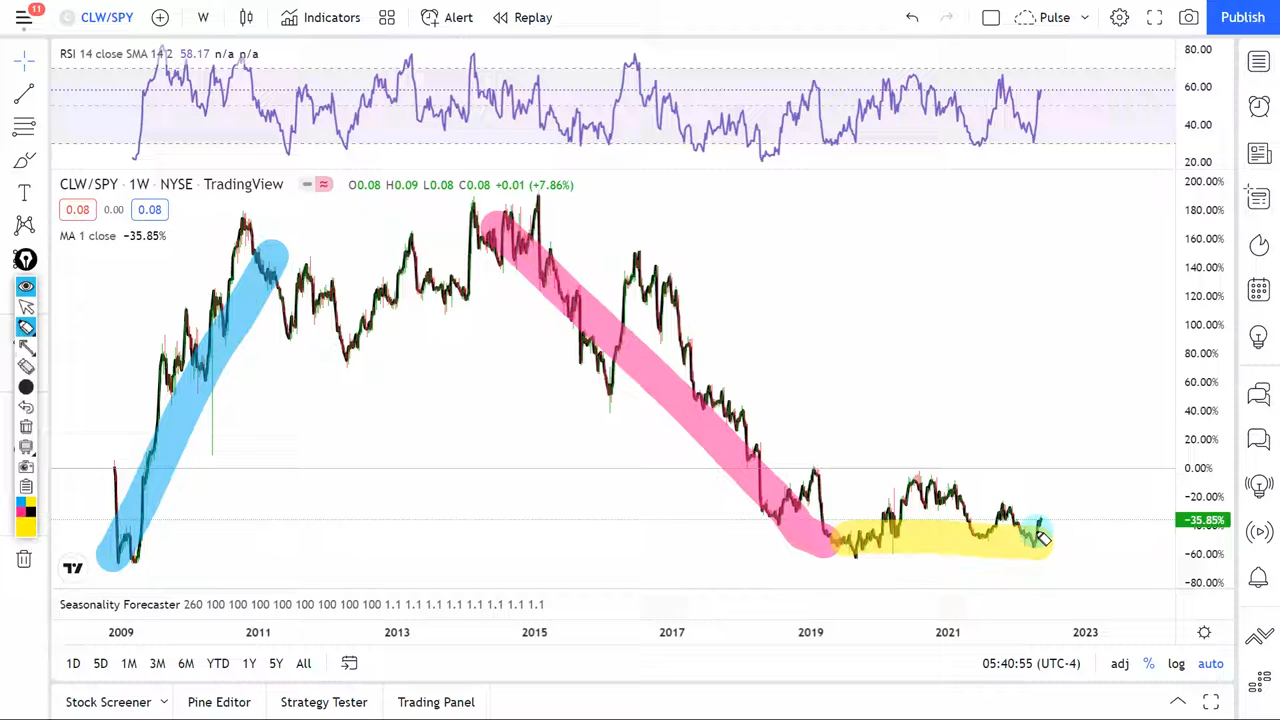 11
CLW/SPY
W
Indicators
Alert
Replay
Pulse
Publish
RSI 14 close SMA 14 2 58.17 n/a n/a
80.00
60.00
40.00
20.00
CLW/SPY · 1W · NYSE · TradingView
O0.08 H0.09 L0.08 C0.08 +0.01 (+7.86%)
0.08 0.00 0.08
MA 1 close −35.85%
200.00%
180.00%
160.00%
140.00%
120.00%
100.00%
80.00%
60.00%
40.00%
20.00%
0.00%
−20.00%
−35.85%
−60.00%
−80.00%
Seasonality Forecaster 260 100 100 100 100 100 100 100 100 1.1 1.1 1.1 1.1 1.1 1.1 1.1 1.1
2009 2011 2013 2015 2017 2019 2021 2023
1D 5D 1M 3M 6M YTD 1Y 5Y All
05:40:55 (UTC-4) adj % log auto
Stock Screener Pine Editor Strategy Tester Trading Panel